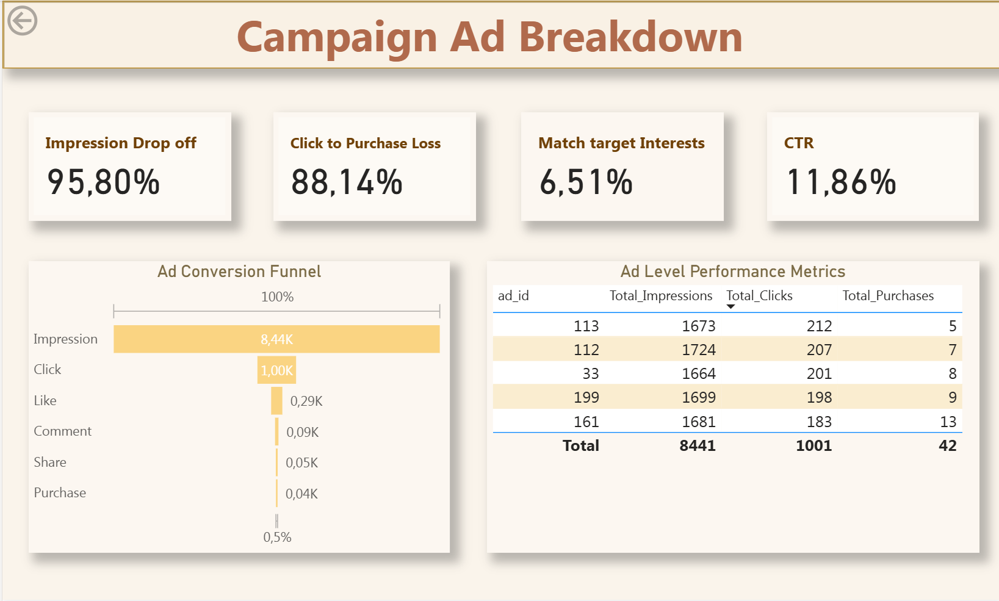 Campaign Ad Breakdown
Impression Drop off
95,80%
Click to Purchase Loss
88,14%
Match target Interests
6,51%
CTR
11,86%
Ad Conversion Funnel
100%
Impression 8,44K
Click 1,00K
Like 0,29K
Comment 0,09K
Share 0,05K
Purchase 0,04K
0,5%
Ad Level Performance Metrics
ad_id Total_Impressions Total_Clicks Total_Purchases
113 1673 212 5
112 1724 207 7
33 1664 201 8
199 1699 198 9
161 1681 183 13
Total 8441 1001 42